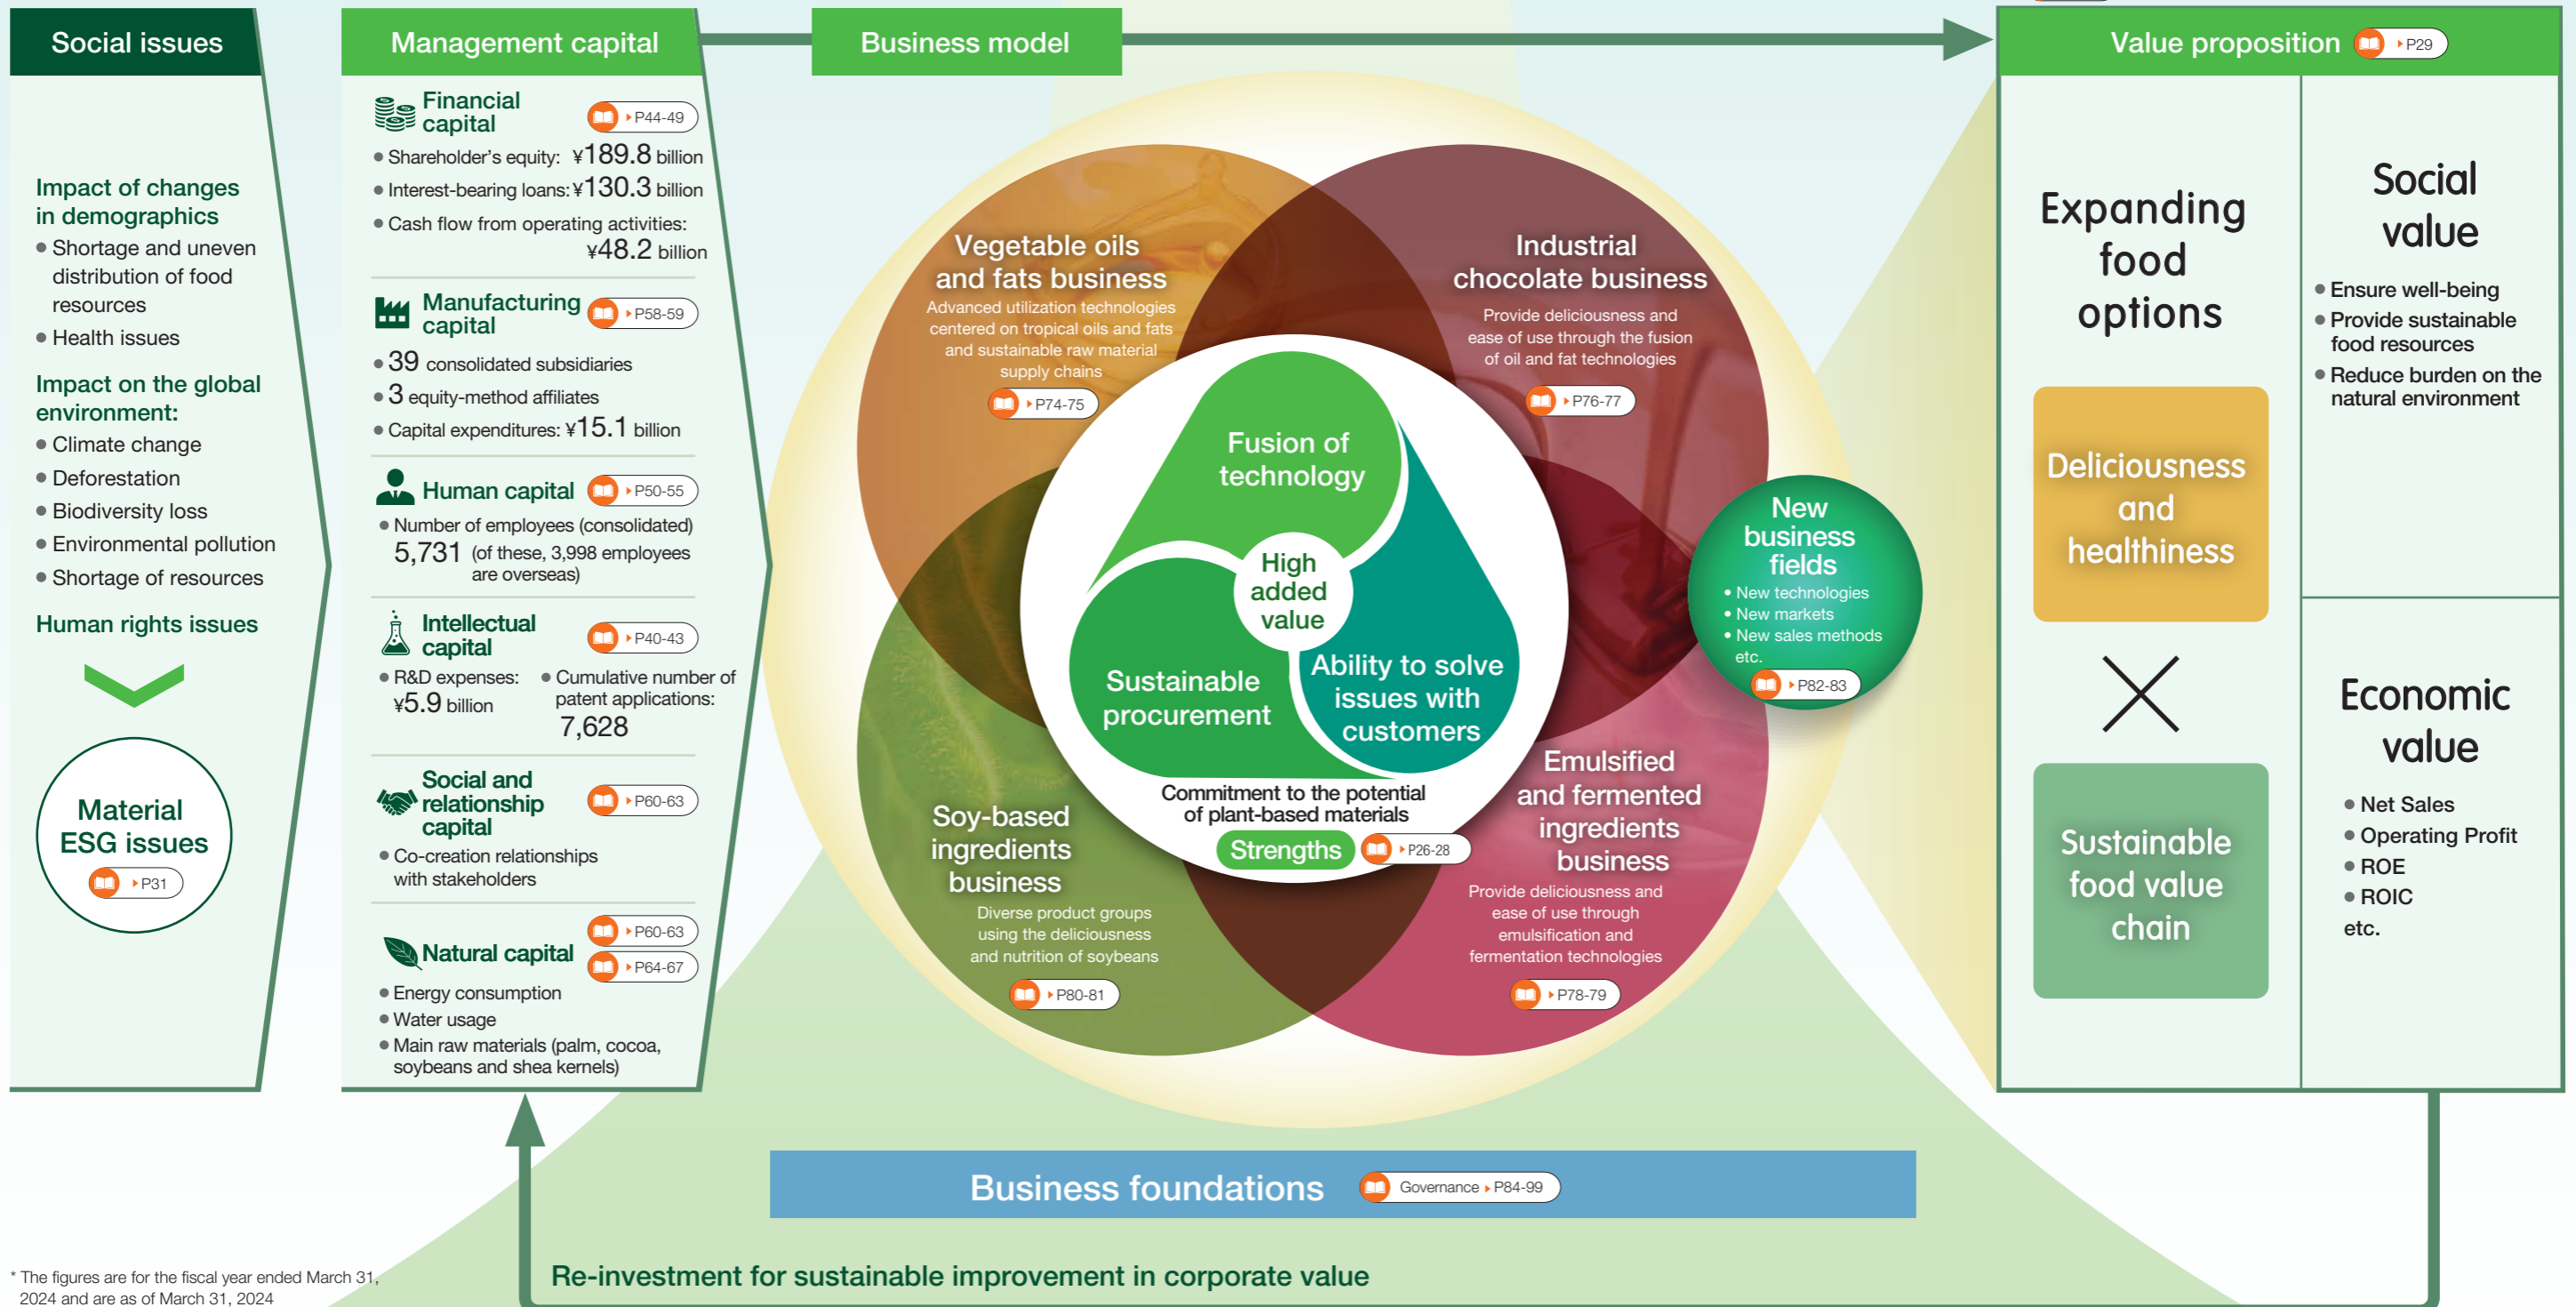 Social issues
Impact of changes
in demographics
● Shortage and uneven
distribution of food
resources
● Health issues
Impact on the global
environment:
● Climate change
● Deforestation
● Biodiversity loss
● Environmental pollution
● Shortage of resources
Human rights issues
Material
ESG issues
P31
Management capital
Financial
capital
P44-49
● Shareholder's equity: ¥189.8 billion
● Interest-bearing loans: ¥130.3 billion
● Cash flow from operating activities:
¥48.2 billion
Manufacturing
capital
P58-59
● 39 consolidated subsidiaries
● 3 equity-method affiliates
● Capital expenditures: ¥15.1 billion
Human capital
P50-55
● Number of employees (consolidated)
5,731 (of these, 3,998 employees
are overseas)
Intellectual
capital
P40-43
● R&D expenses:
¥5.9 billion
● Cumulative number of
patent applications:
7,628
Social and
relationship
capital
P60-63
● Co-creation relationships
with stakeholders
Natural capital
P60-63
P64-67
● Energy consumption
● Water usage
● Main raw materials (palm, cocoa,
soybeans and shea kernels)
Business model
Vegetable oils
and fats business
Advanced utilization technologies
centered on tropical oils and fats
and sustainable raw material
supply chains
P74-75
Industrial
chocolate business
Provide deliciousness and
ease of use through the fusion
of oil and fat technologies
P76-77
Fusion of
technology
High
added
value
Sustainable
procurement
Ability to solve
issues with
customers
Commitment to the potential
of plant-based materials
Strengths
P26-28
New
business
fields
• New technologies
• New markets
• New sales methods
etc.
P82-83
Soy-based
ingredients
business
Diverse product groups
using the deliciousness
and nutrition of soybeans
P80-81
Emulsified
and fermented
ingredients
business
Provide deliciousness and
ease of use through
emulsification and
fermentation technologies
P78-79
Value proposition
P29
Expanding
food
options
Deliciousness
and
healthiness
Sustainable
food value
chain
Social
value
● Ensure well-being
● Provide sustainable
food resources
● Reduce burden on the
natural environment
Economic
value
● Net Sales
● Operating Profit
● ROE
● ROIC
etc.
Business foundations
Governance P84-99
Re-investment for sustainable improvement in corporate value
* The figures are for the fiscal year ended March 31,
2024 and are as of March 31, 2024